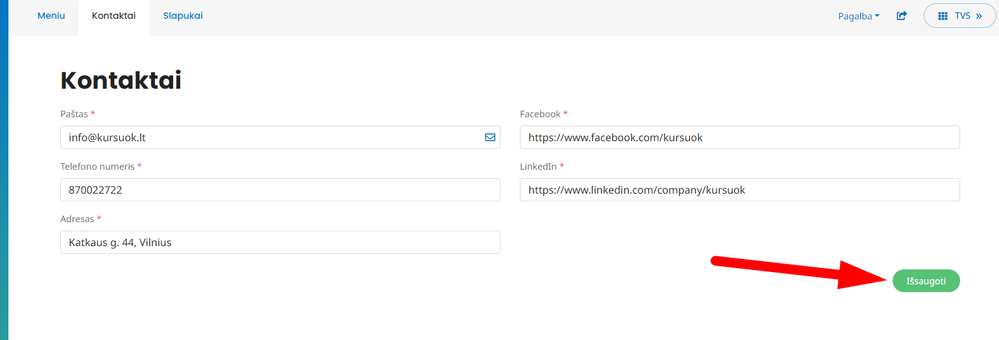 Meniu Kontaktai Slapukai Pagalba TVS »
Kontaktai
Paštas *
info@kursuok.lt
Facebook *
https://www.facebook.com/kursuok
Telefono numeris *
870022722
LinkedIn *
https://www.linkedin.com/company/kursuok
Adresas *
Katkaus g. 44, Vilnius
Išsaugoti